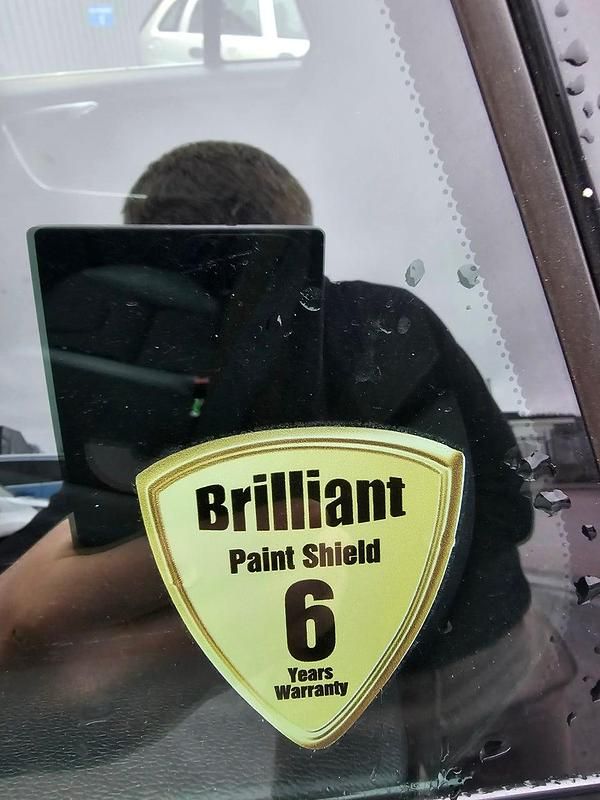 Brilliant
Paint Shield
6
Years
Warranty